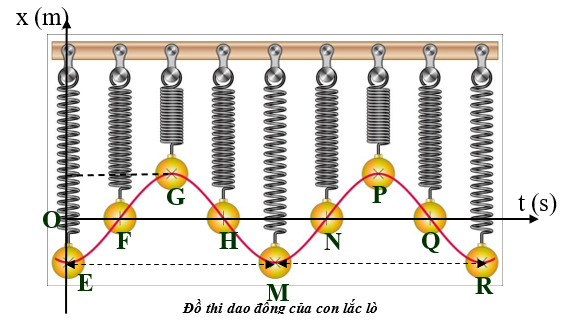 x (m)
G
P
t (s)
O
F
H
N
Q
E
M
R
Đồ thị dao động của con lắc lò